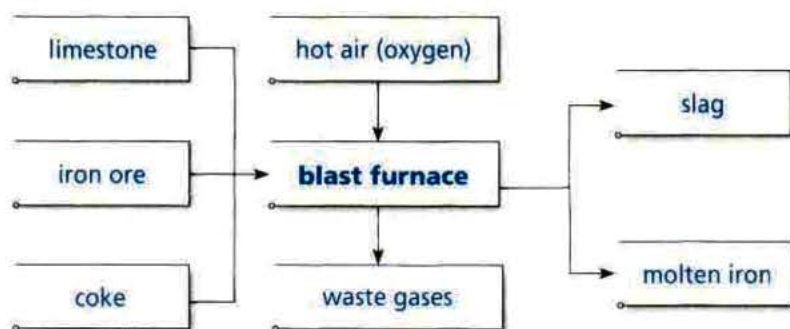 limestone
hot air (oxygen)
slag
iron ore
blast furnace
coke
waste gases
molten iron